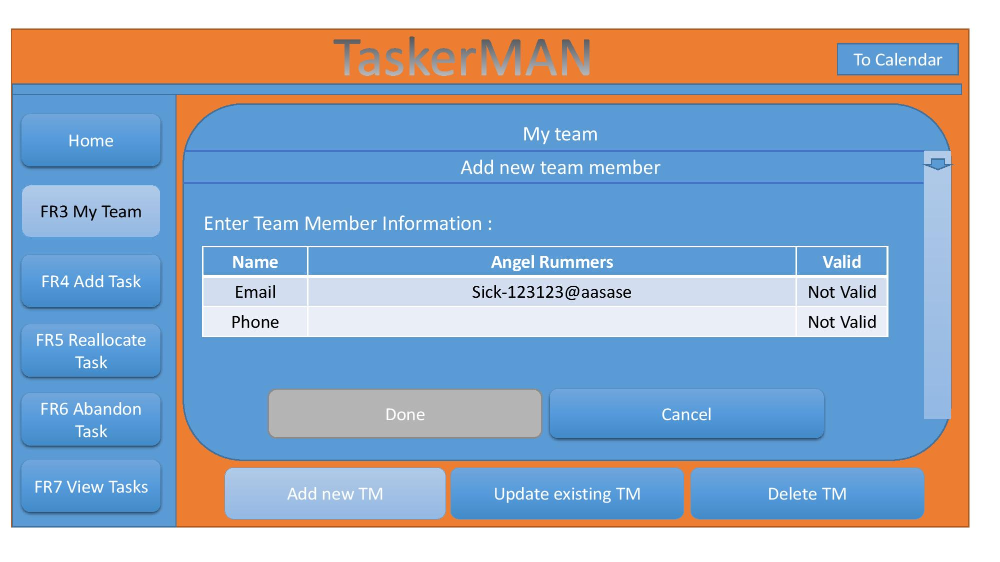 TaskerMAN
To Calendar
Home
FR3 My Team
FR4 Add Task
FR5 Reallocate
Task
FR6 Abandon
Task
FR7 View Tasks
My team
Add new team member
Enter Team Member Information :
Name Angel Rummers Valid
Email Sick-123123@aasase Not Valid
Phone Not Valid
Done Cancel
Add new TM Update existing TM Delete TM